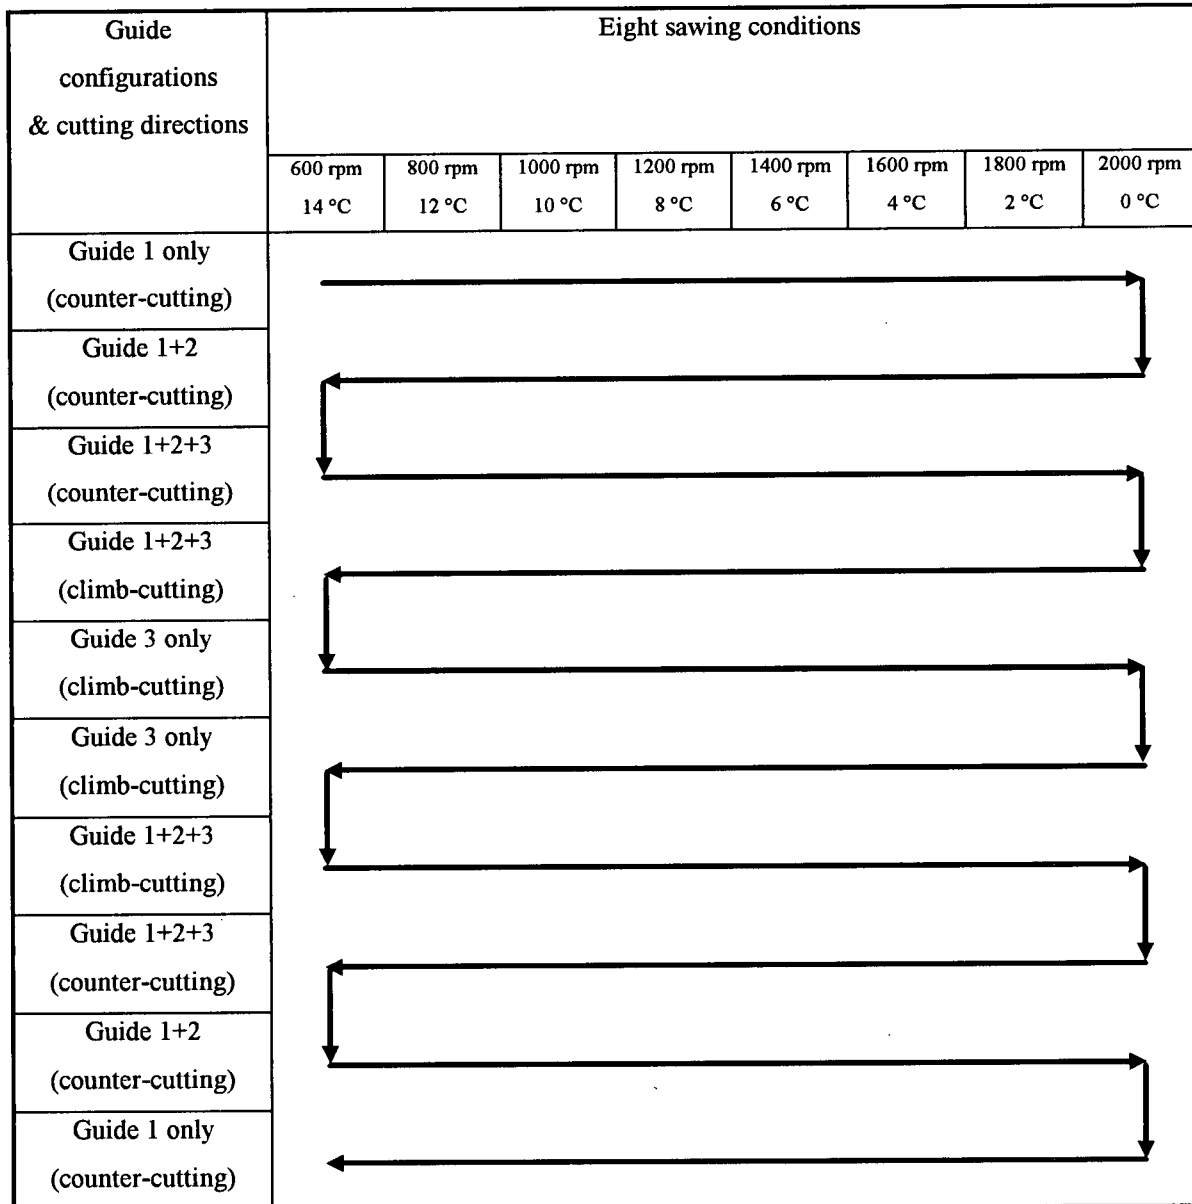 Guide
configurations
& cutting directions
Eight sawing conditions
600 rpm
14 °C
800 rpm
12 °C
1000 rpm
10 °C
1200 rpm
8 °C
1400 rpm
6 °C
1600 rpm
4 °C
1800 rpm
2 °C
2000 rpm
0 °C
Guide 1 only
(counter-cutting)
Guide 1+2
(counter-cutting)
Guide 1+2+3
(counter-cutting)
Guide 1+2+3
(climb-cutting)
Guide 3 only
(climb-cutting)
Guide 3 only
(climb-cutting)
Guide 1+2+3
(climb-cutting)
Guide 1+2+3
(counter-cutting)
Guide 1+2
(counter-cutting)
Guide 1 only
(counter-cutting)